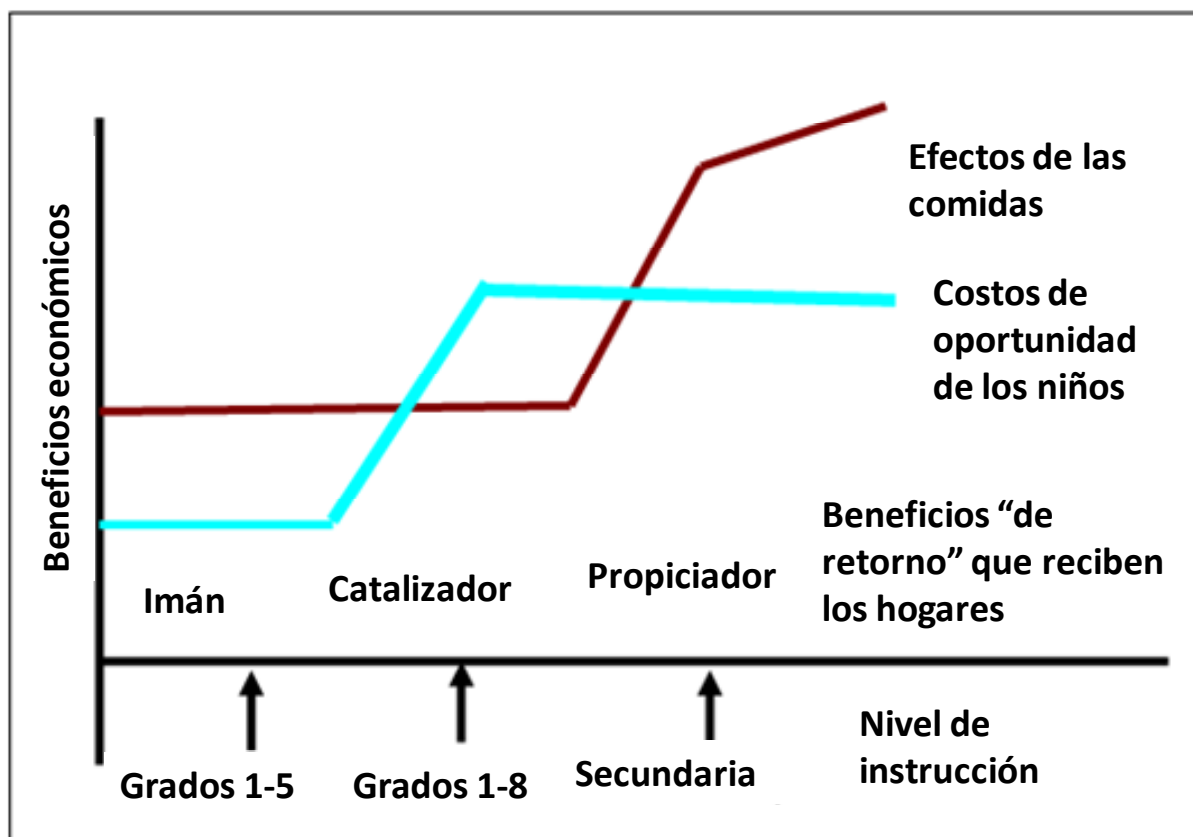 Beneficios económicos
Efectos de las
comidas
Costos de
oportunidad
de los niños
Beneficios “de
retorno” que reciben
los hogares
Imán
Catalizador
Propiciador
Grados 1-5
Grados 1-8
Secundaria
Nivel de
instrucción